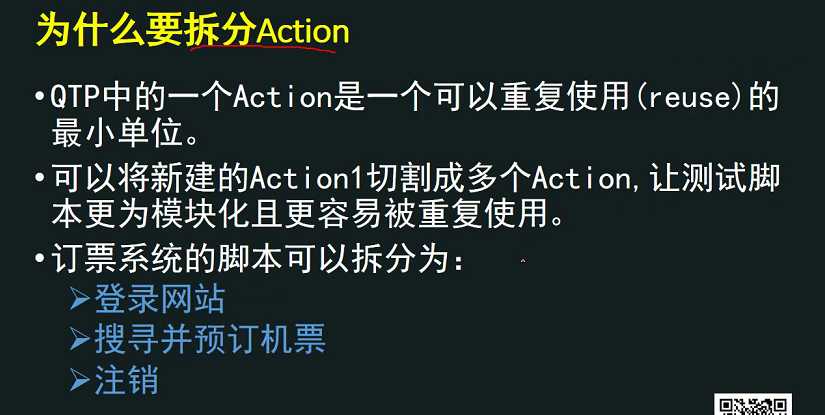 为什么要拆分Action
•QTP中的一个Action是一个可以重复使用(reuse)的
最小单位。
•可以将新建的Action1切割成多个Action,让测试脚
本更为模块化且更容易被重复使用。
•订票系统的脚本可以拆分为:
➢登录网站
➢搜寻并预订机票
➢注销